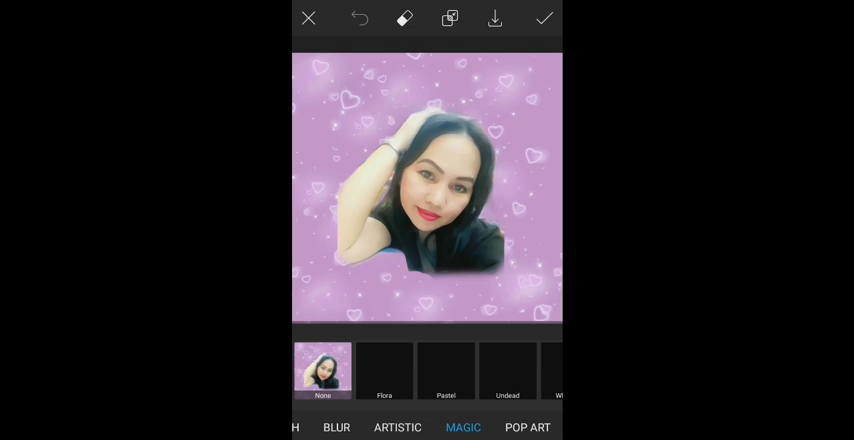 None
Flora
Pastel
Undead
H BLUR ARTISTIC MAGIC POP ART